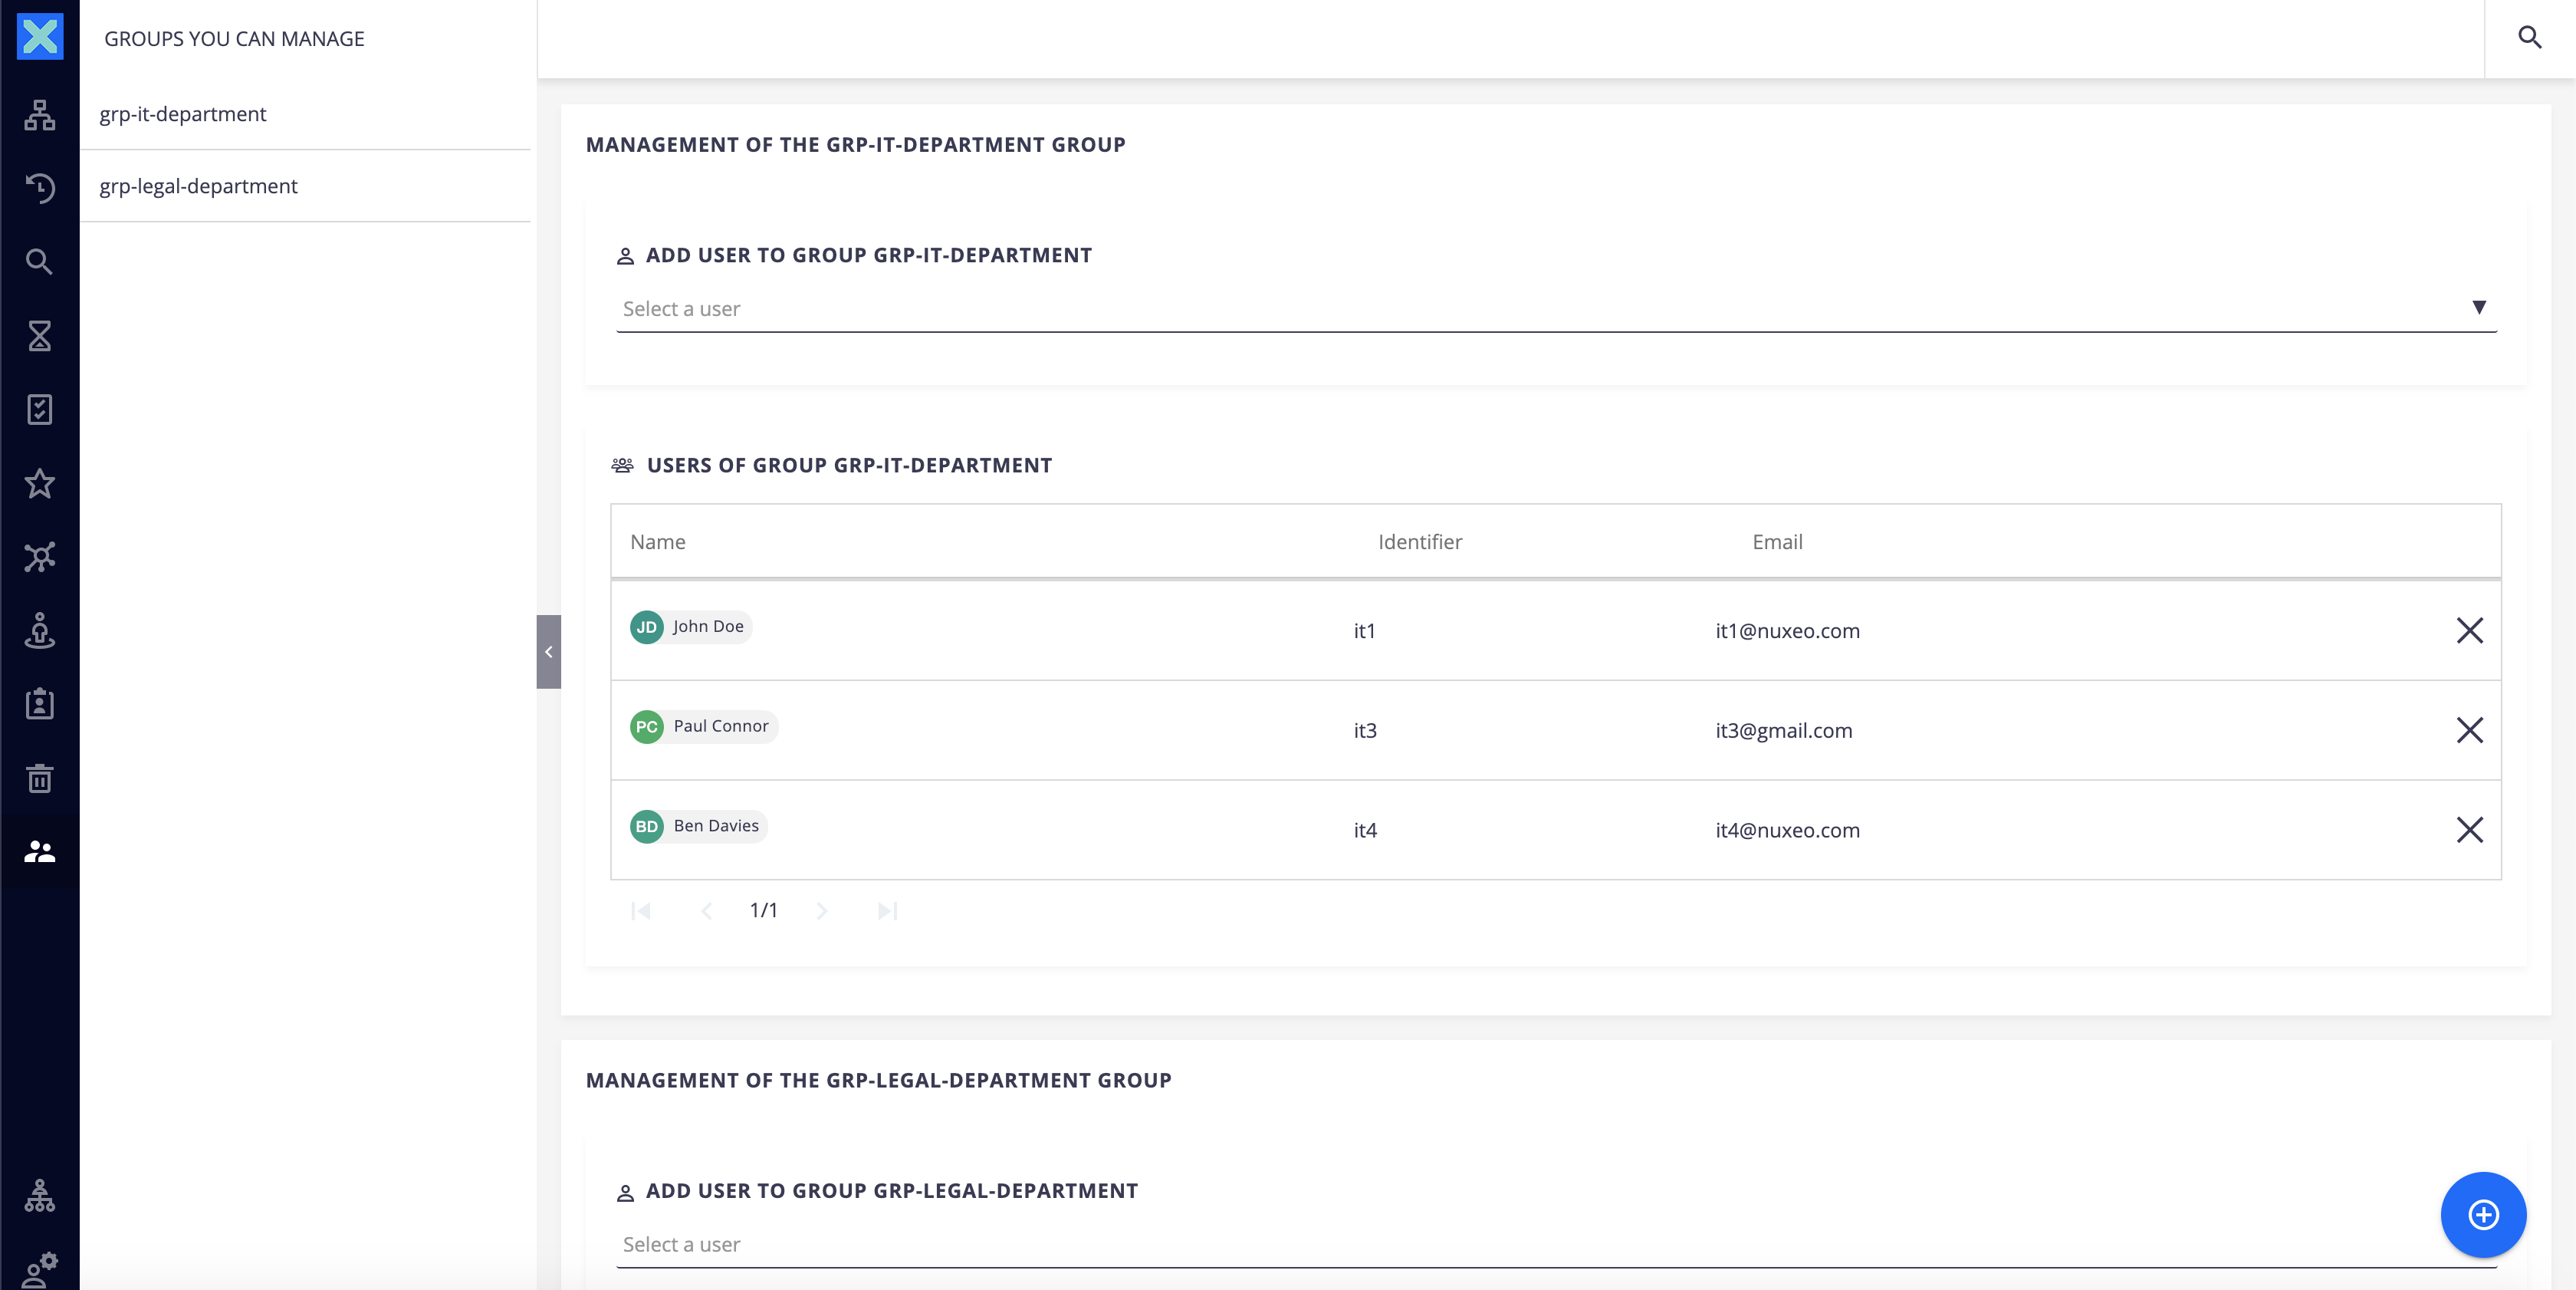 GROUPS YOU CAN MANAGE
grp-it-department
grp-legal-department
MANAGEMENT OF THE GRP-IT-DEPARTMENT GROUP
ADD USER TO GROUP GRP-IT-DEPARTMENT
Select a user
USERS OF GROUP GRP-IT-DEPARTMENT
Name Identifier Email
JD John Doe it1 it1@nuxeo.com
PC Paul Connor it3 it3@gmail.com
BD Ben Davies it4 it4@nuxeo.com
1/1
MANAGEMENT OF THE GRP-LEGAL-DEPARTMENT GROUP
ADD USER TO GROUP GRP-LEGAL-DEPARTMENT
Select a user